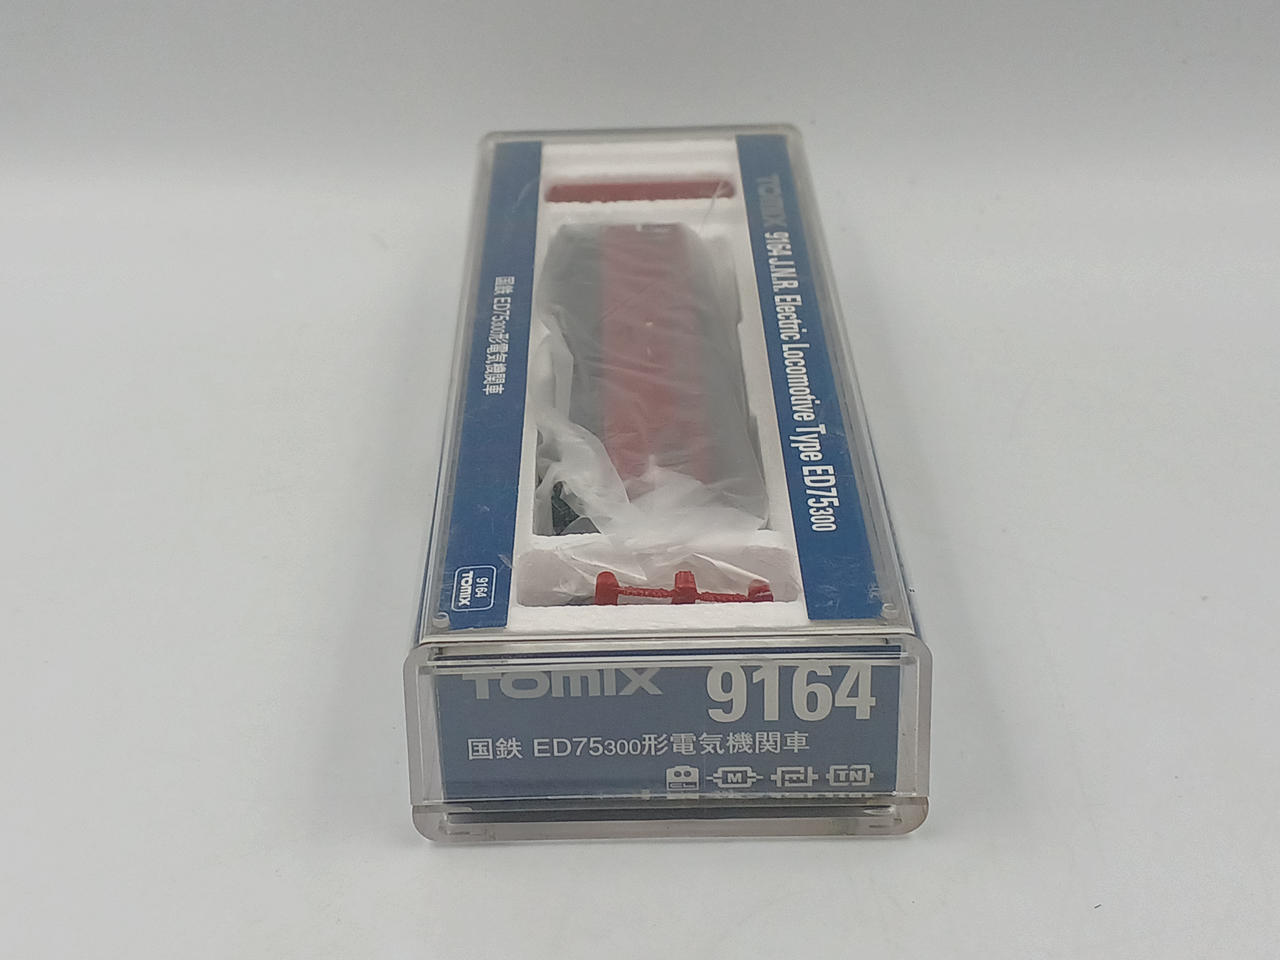 国鉄 ED75300形電気機関車
9164
TOMIX
TOMIX 9164 J.N.R. Electric Locomotive Type ED75300
TOMIX 9164
国鉄 ED75300形電気機関車
M
TN